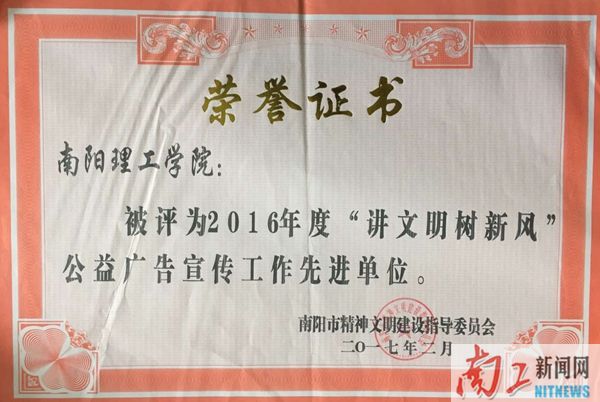 荣誉证书
南阳理工学院：
被评为2016年度“讲文明树新风”
公益广告宣传工作先进单位。
南阳市精神文明建设指导委员会
二〇一七年二月
南工新闻网
NITNEWS